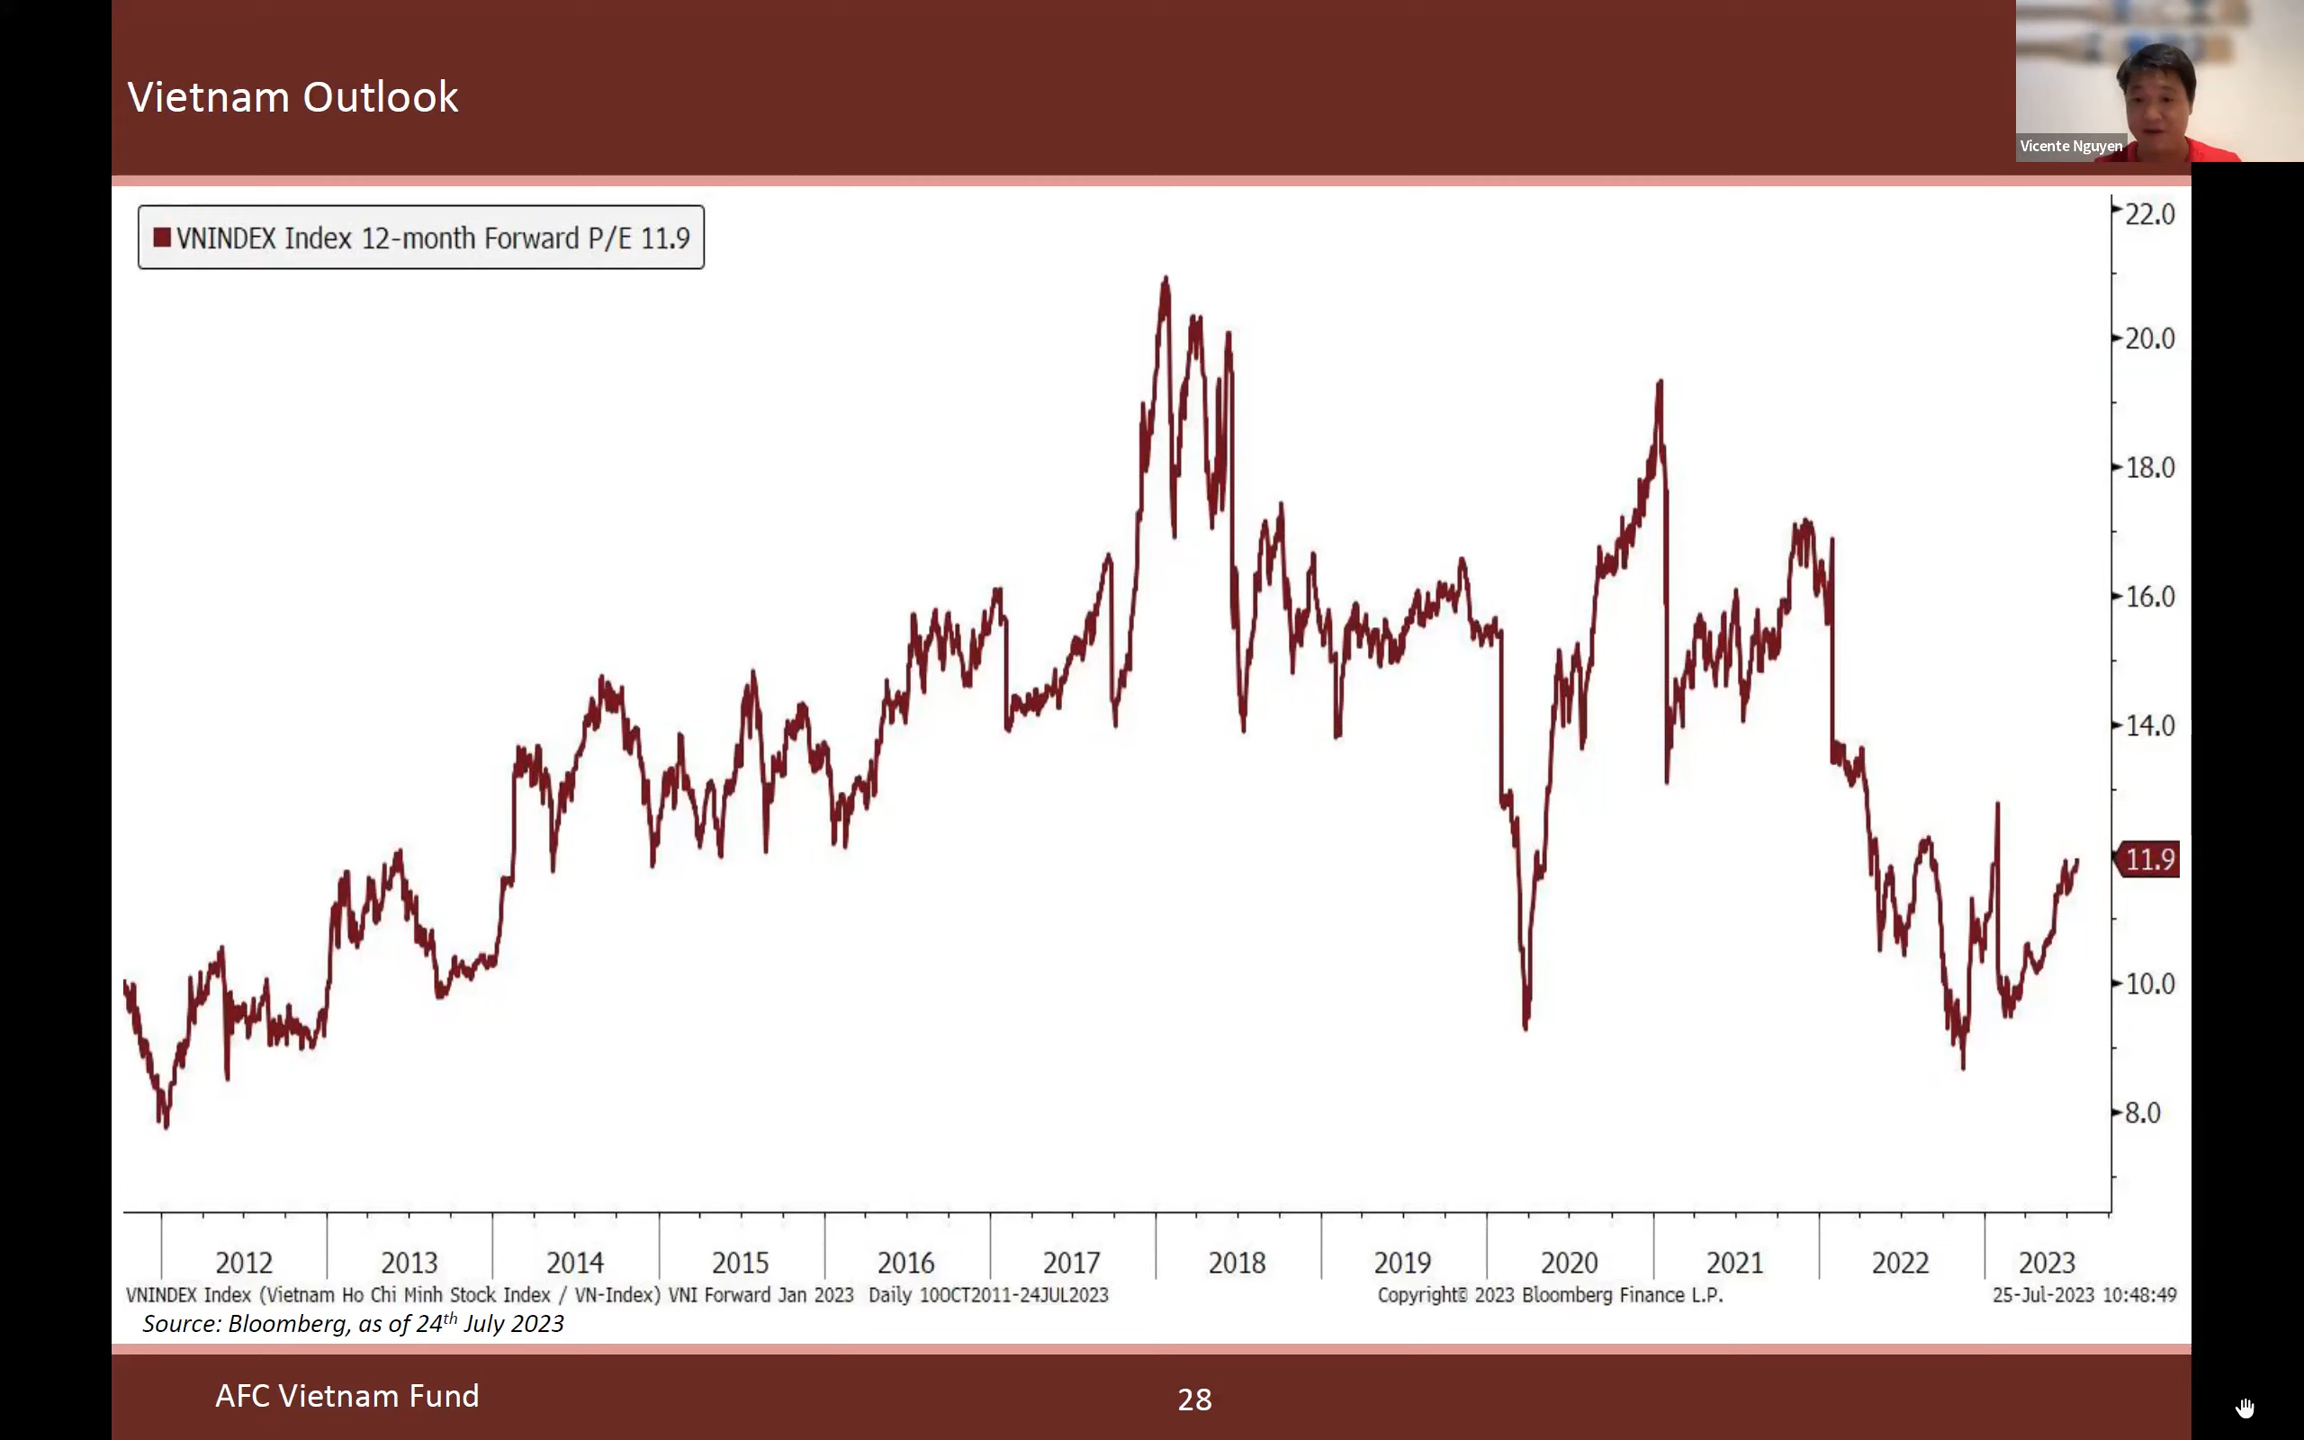 Vietnam Outlook
Vicente Nguyen
VNINDEX Index 12-month Forward P/E 11.9
22.0
20.0
18.0
16.0
14.0
11.9
10.0
8.0
2012 2013 2014 2015 2016 2017 2018 2019 2020 2021 2022 2023
VNINDEX Index (Vietnam Ho Chi Minh Stock Index / VN-Index) VNI Forward Jan 2023 Daily 10OCT2011-24JUL2023 Copyright© 2023 Bloomberg Finance L.P. 25-Jul-2023 10:48:49
Source: Bloomberg, as of 24th July 2023
AFC Vietnam Fund 28